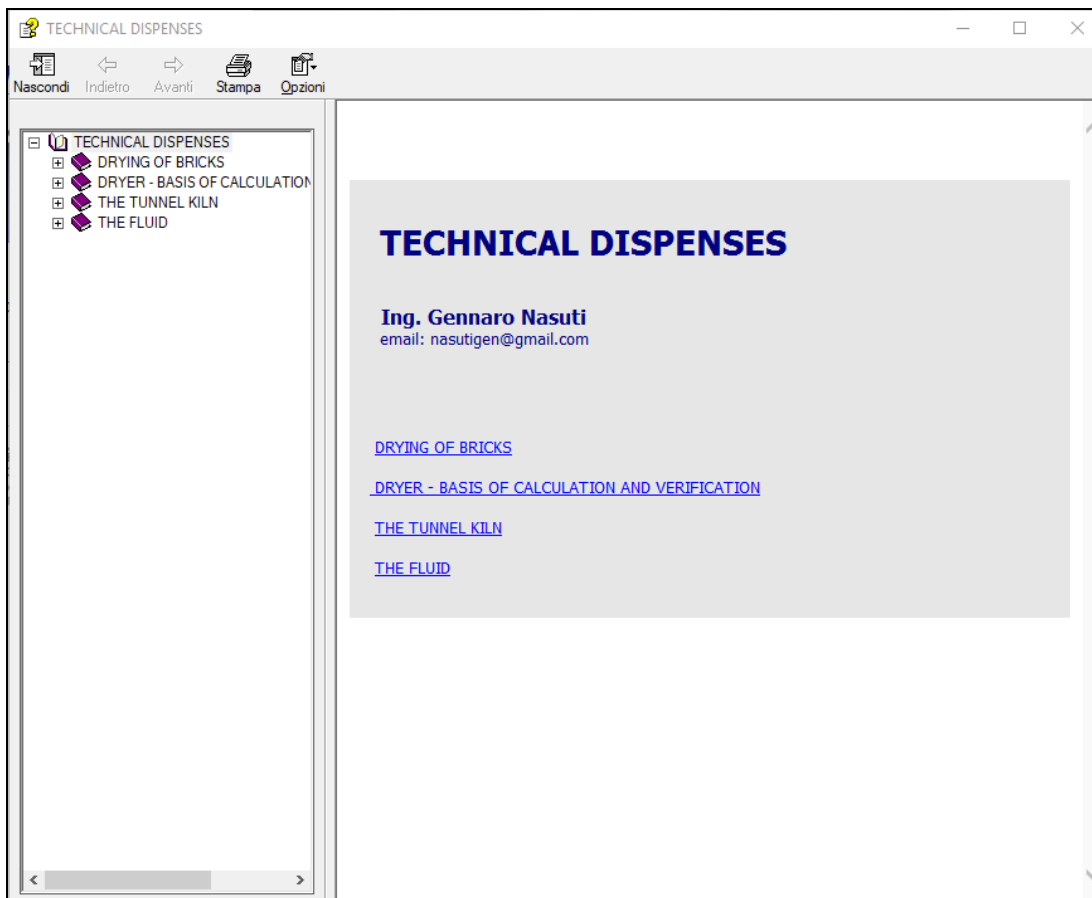 TECHNICAL DISPENSES
Nascondi Indietro Avanti Stampa Opzioni
TECHNICAL DISPENSES
DRYING OF BRICKS
DRYER - BASIS OF CALCULATION
THE TUNNEL KILN
THE FLUID
TECHNICAL DISPENSES
Ing. Gennaro Nasuti
email: nasutigen@gmail.com
DRYING OF BRICKS
DRYER - BASIS OF CALCULATION AND VERIFICATION
THE TUNNEL KILN
THE FLUID